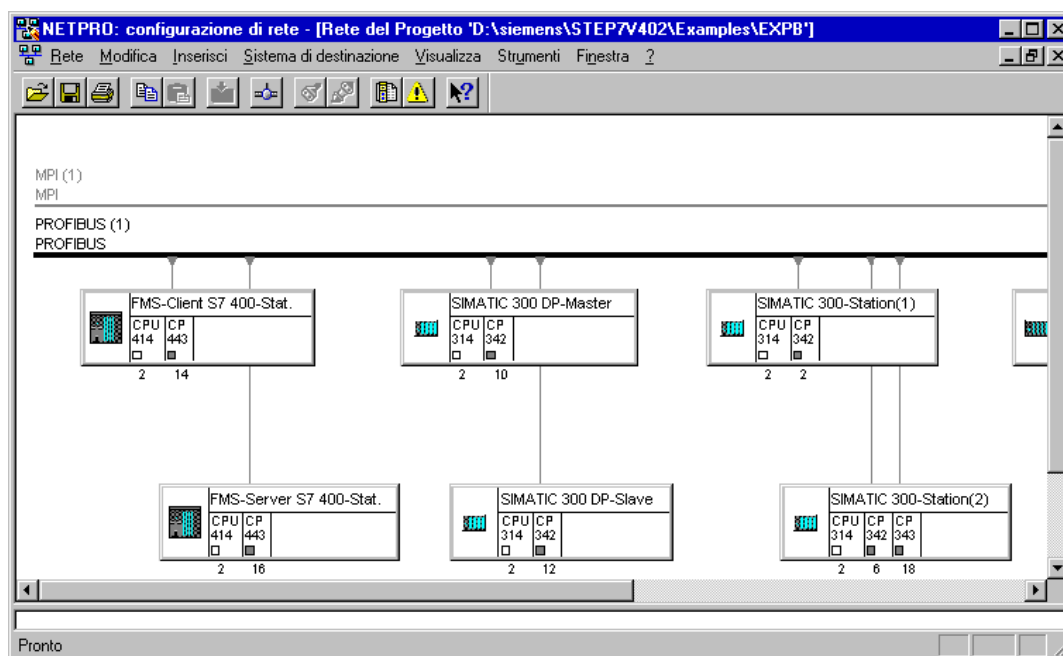 NETPRO: configurazione di rete - [Rete del Progetto 'D:\siemens\STEP7V402\Examples\EXPB']
Rete Modifica Inserisci Sistema di destinazione Visualizza Strumenti Finestra ?
MPI (1)
MPI
PROFIBUS (1)
PROFIBUS
FMS-Client S7 400-Stat.
CPU CP
414 443
2 14
SIMATIC 300 DP-Master
CPU CP
314 342
2 10
SIMATIC 300-Station(1)
CPU CP
314 342
2 2
FMS-Server S7 400-Stat.
CPU CP
414 443
2 16
SIMATIC 300 DP-Slave
CPU CP
314 342
2 12
SIMATIC 300-Station(2)
CPU CP CP
314 342 343
2 6 18
Pronto